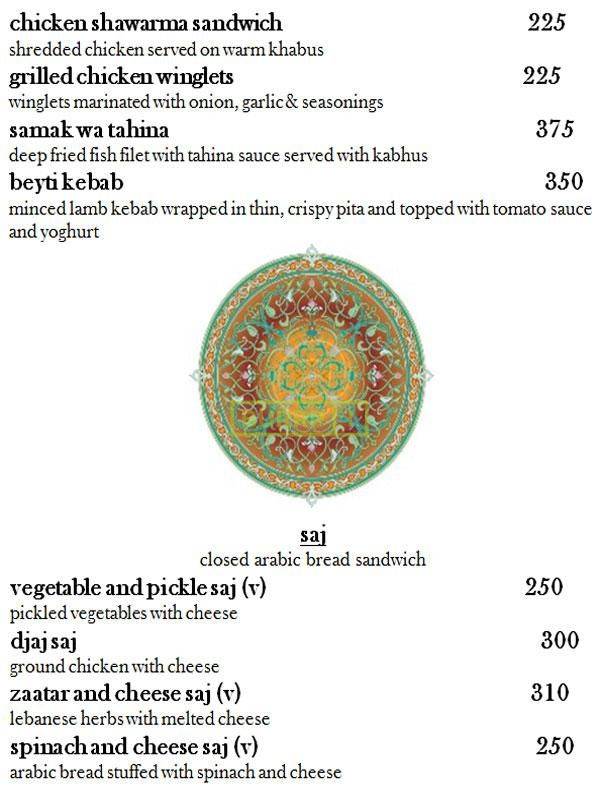 chicken shawarma sandwich 225
shredded chicken served on warm khabus
grilled chicken winglets 225
winglets marinated with onion, garlic & seasonings
samak wa tahina 375
deep fried fish filet with tahina sauce served with kabhus
beyti kebab 350
minced lamb kebab wrapped in thin, crispy pita and topped with tomato sauce
and yoghurt
saj
closed arabic bread sandwich
vegetable and pickle saj (v) 250
pickled vegetables with cheese
djaj saj 300
ground chicken with cheese
zaatar and cheese saj (v) 310
lebanese herbs with melted cheese
spinach and cheese saj (v) 250
arabic bread stuffed with spinach and cheese